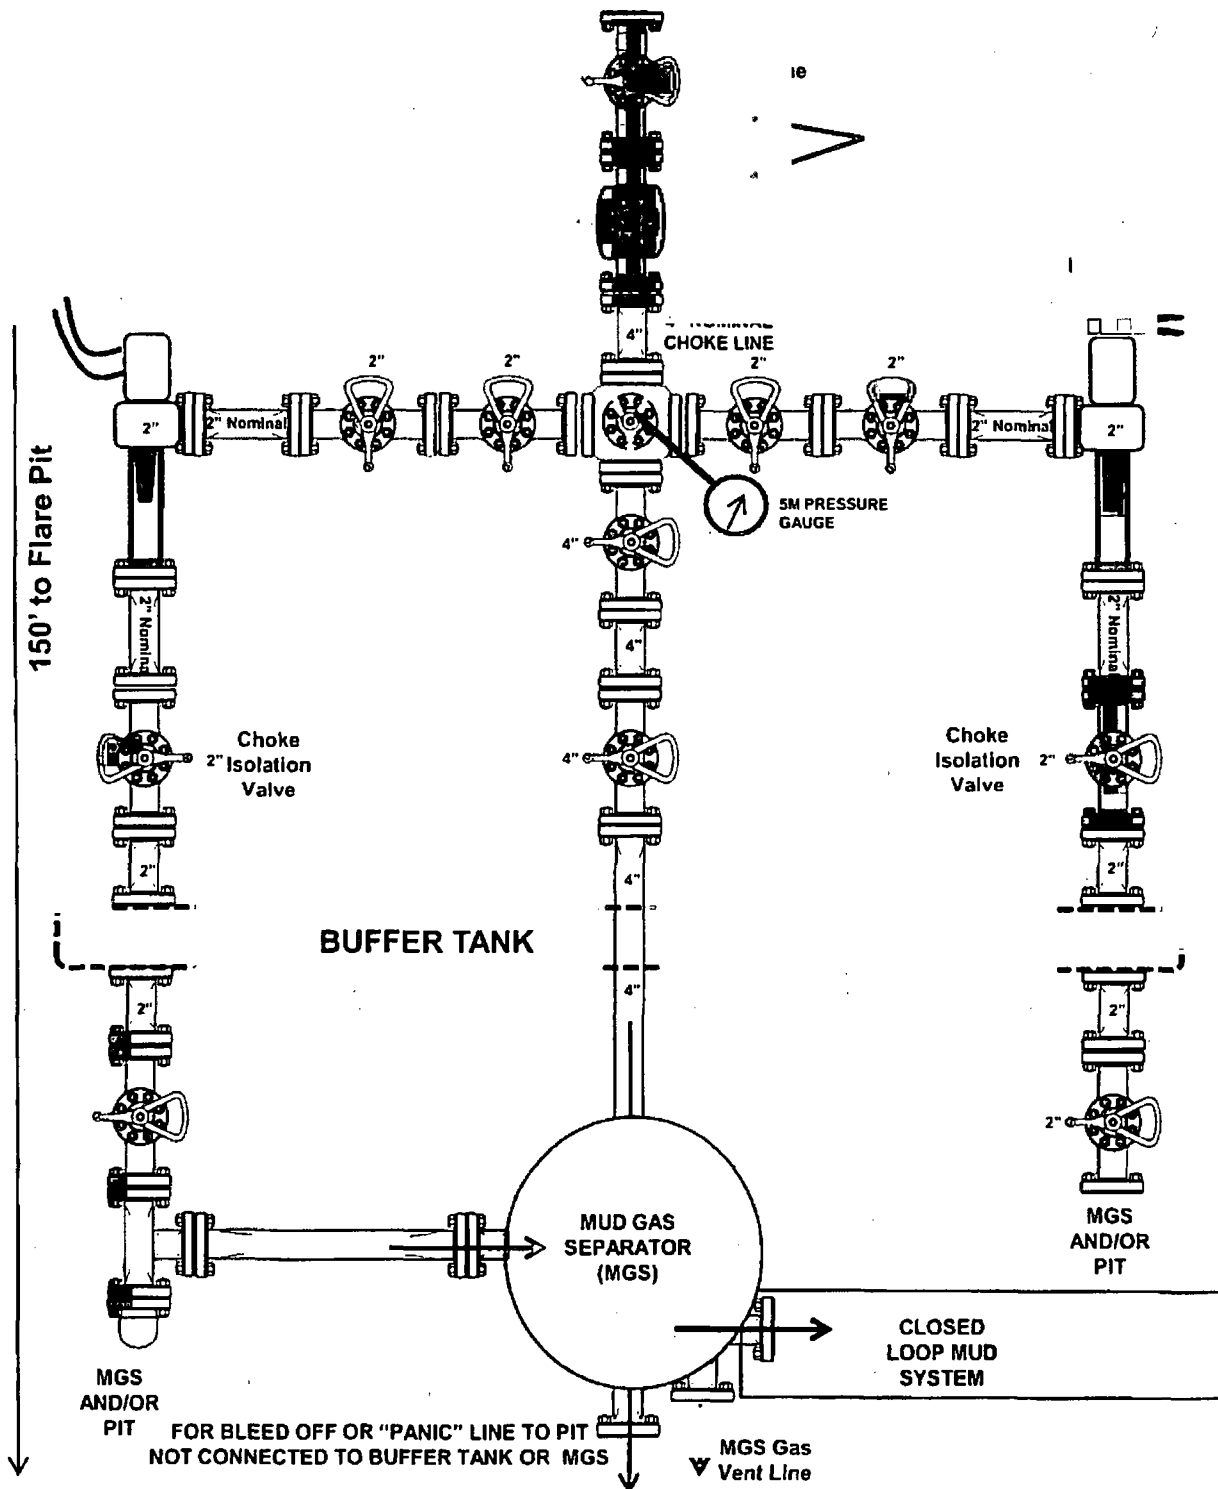 4"
CHOKE LINE
2"
2"
2"
2"
2"
2" Nominal
2" Nominal
2"
5M PRESSURE
GAUGE
150' to Flare Pit
4"
2" Nominal
2" Nominal
4"
Choke
2" Isolation
Valve
4"
Choke
Isolation
Valve
2"
2"
4"
2"
BUFFER TANK
4"
2"
2"
2"
MUD GAS
SEPARATOR
(MGS)
MGS
AND/OR
PIT
CLOSED
LOOP MUD
SYSTEM
MGS
AND/OR
PIT
FOR BLEED OFF OR "PANIC" LINE TO PIT
NOT CONNECTED TO BUFFER TANK OR MGS
MGS Gas
Vent Line